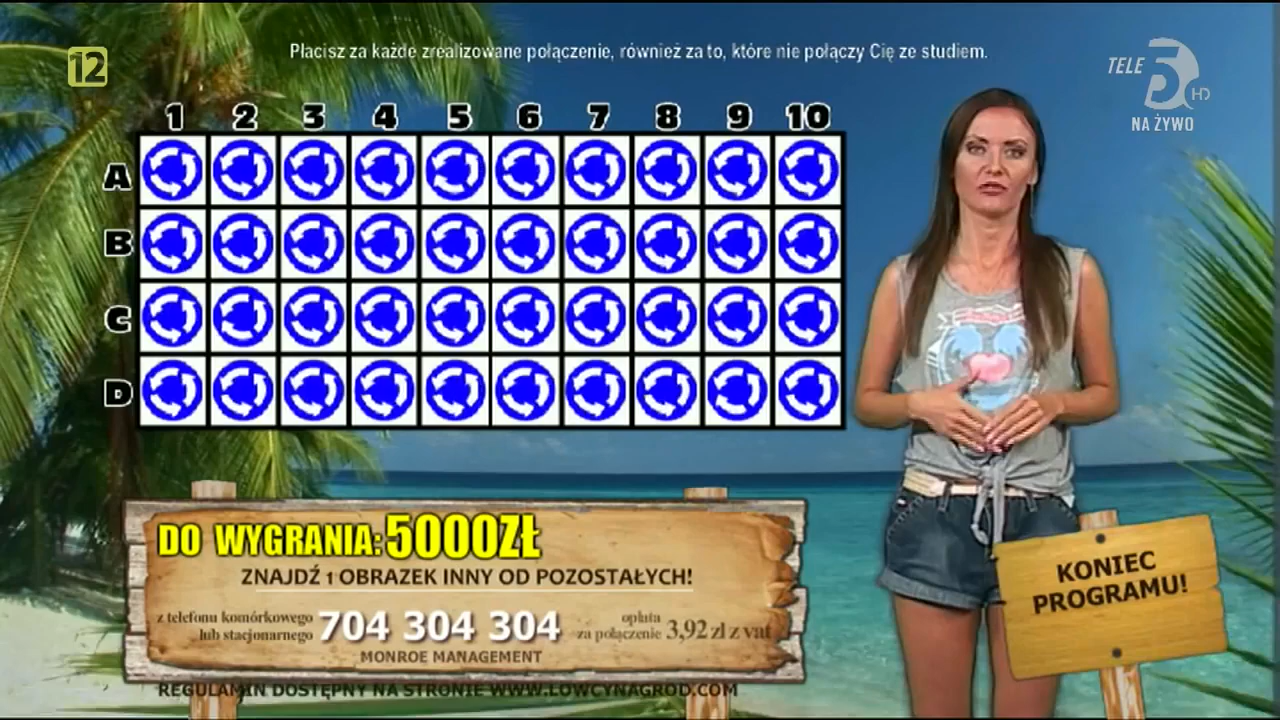 12
Płacisz za każde zrealizowane połączenie, również za to, które nie połączy Cię ze studiem.
TELE 5 HD
NA ŻYWO
1 2 3 4 5 6 7 8 9 10
A
B
C
D
DO WYGRANIA: 5000ZŁ
ZNAJDŹ 1 OBRAZEK INNY OD POZOSTAŁYCH!
z telefonu komórkowego
lub stacjonarnego
704 304 304
opłata
za połączenie 3,92 zł z vat
MONROE MANAGEMENT
REGULAMIN DOSTĘPNY NA STRONIE WWW.LOWCYNAGROD.COM
KONIEC
PROGRAMU!